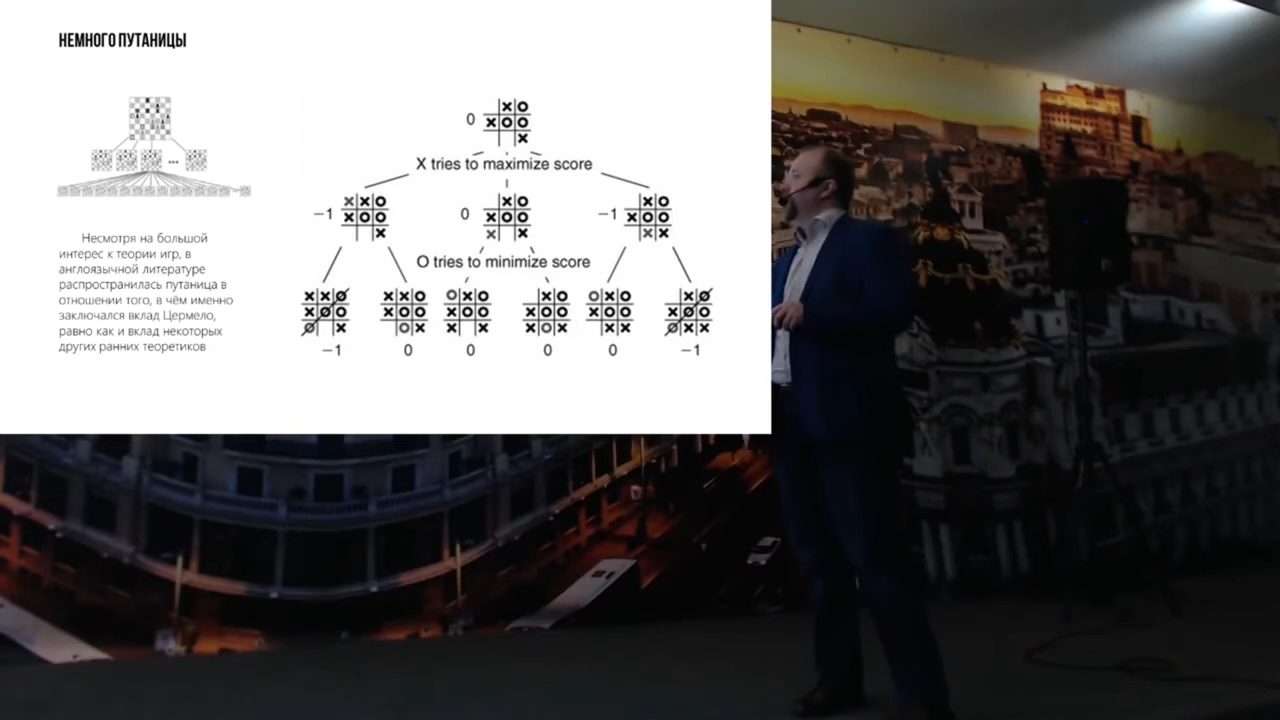 НЕМНОГО ПУТАНИЦЫ
Несмотря на большой
интерес к теории игр, в
англоязычной литературе
распространилась путаница в
отношении того, в чём именно
заключался вклад Цермело,
равно как и вклад некоторых
других ранних теоретиков
0
X O
X O O
X
X tries to maximize score
−1 0 −1
X X O X O X O
X O O X O O X O O
X X X X X
O tries to minimize score
X X O X X O O X O X O O X O X O
X O O X O O X O O X O O X O O X O O
O X O X X X X O X X X O X X
−1 0 0 0 0 −1